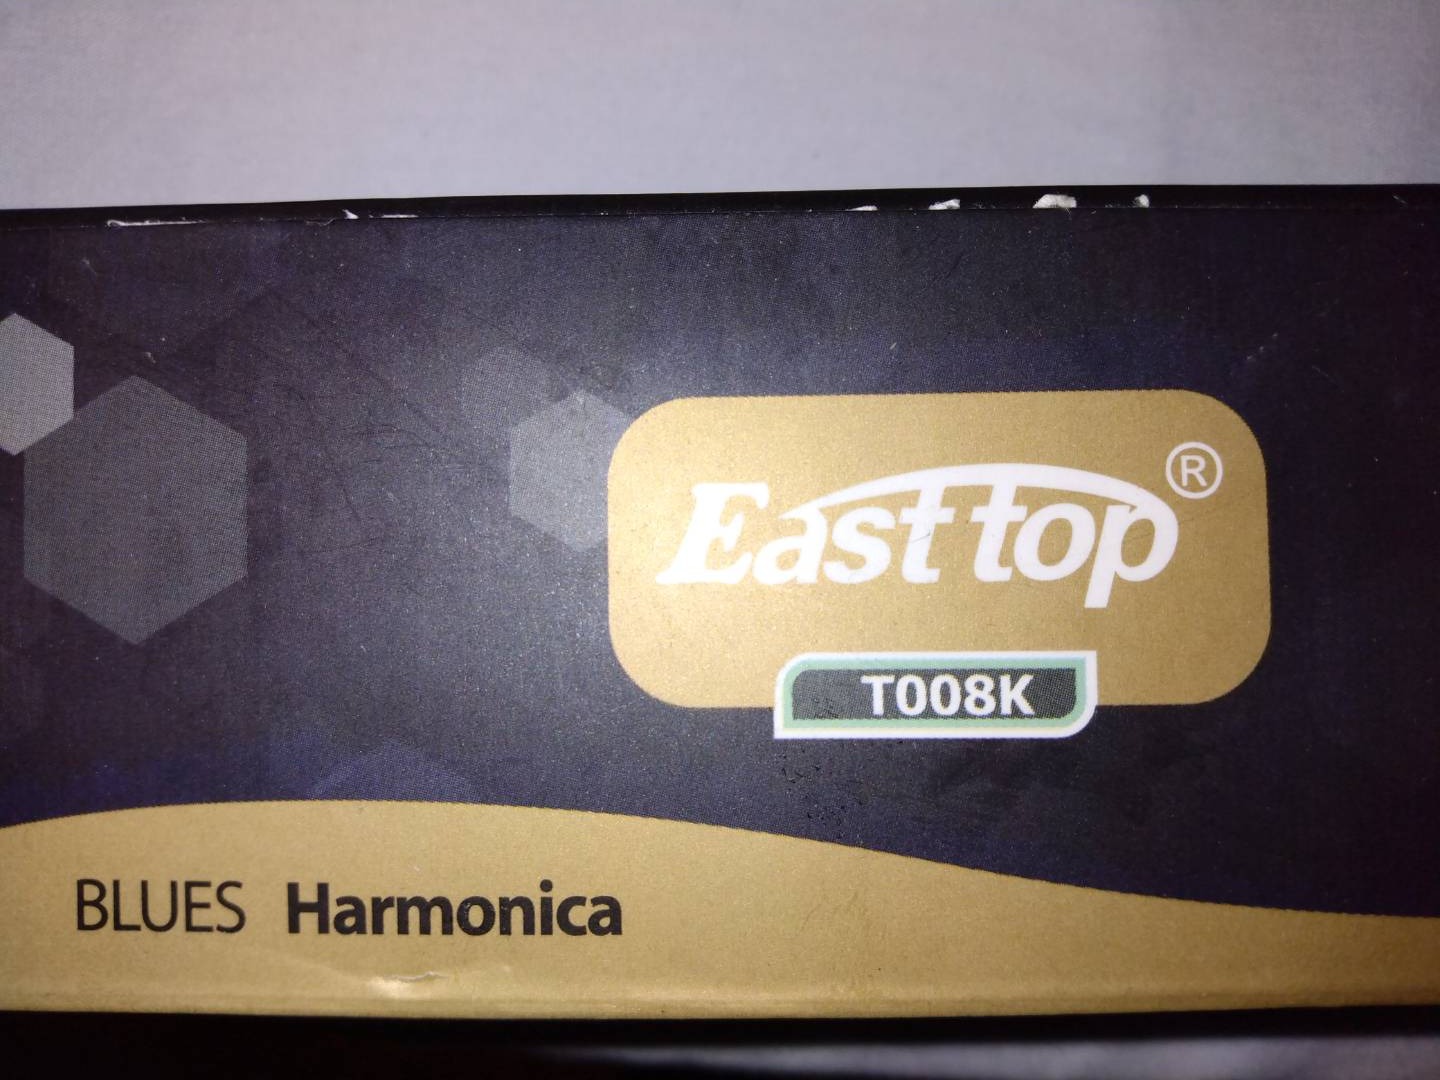 Easttop®
T008K
BLUES Harmonica